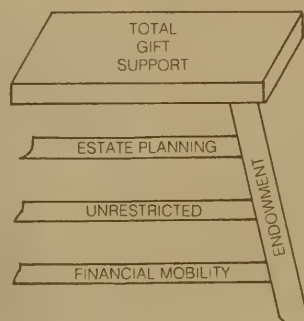 TOTAL
GIFT
SUPPORT
ESTATE PLANNING
UNRESTRICTED
FINANCIAL MOBILITY
ENDOWMENT